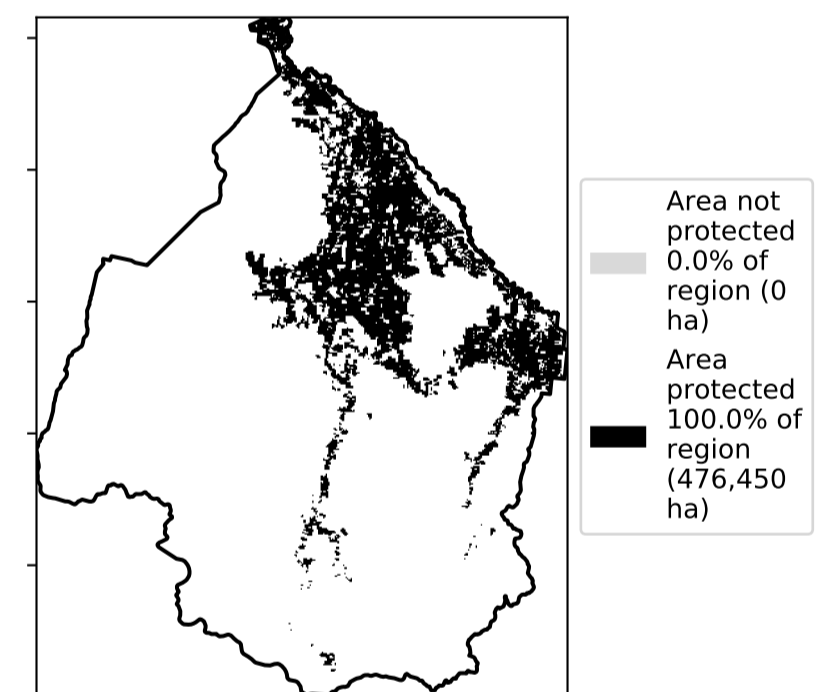 Area not
protected
0.0% of
region (0
ha)
Area
protected
100.0% of
region
(476,450
ha)